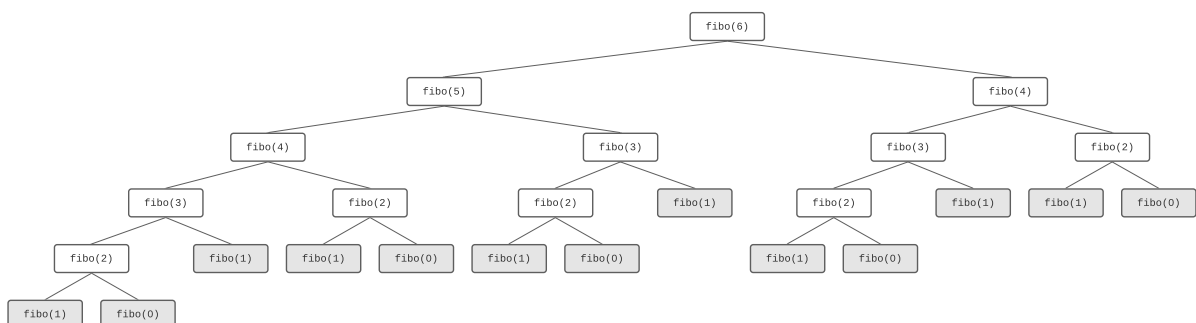 fibo(6)
fibo(5) fibo(4)
fibo(4) fibo(3) fibo(3) fibo(2)
fibo(3) fibo(2) fibo(2) fibo(1) fibo(2) fibo(1) fibo(1) fibo(0)
fibo(2) fibo(1) fibo(1) fibo(0) fibo(1) fibo(0) fibo(1) fibo(0)
fibo(1) fibo(0)